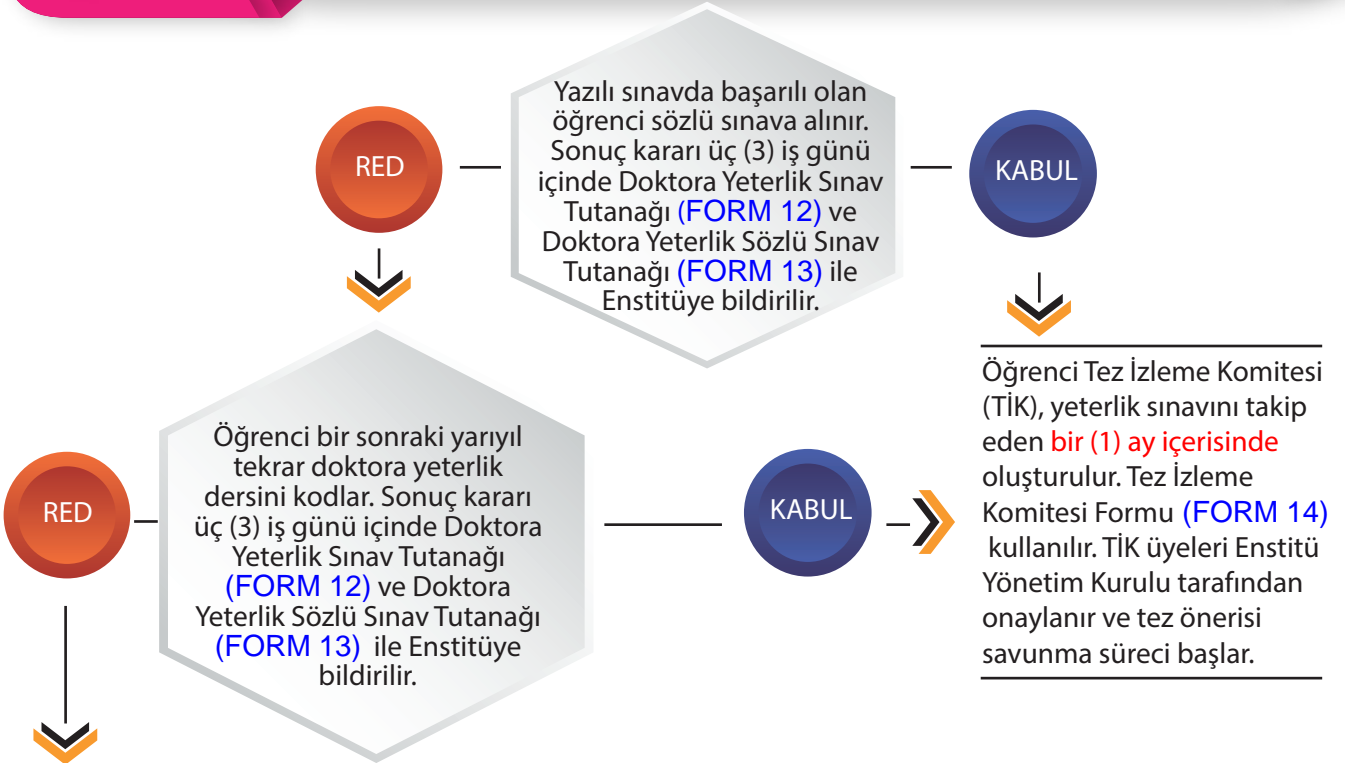 Yazılı sınavda başarılı olan
öğrenci sözlü sınava alınır.
Sonuç kararı üç (3) iş günü
içinde Doktora Yeterlik Sınav
Tutanağı (FORM 12) ve
Doktora Yeterlik Sözlü Sınav
Tutanağı (FORM 13) ile
Enstitüye bildirilir.
RED
KABUL
Öğrenci bir sonraki yarıyıl
tekrar doktora yeterlik
dersini kodlar. Sonuç kararı
üç (3) iş günü içinde Doktora
Yeterlik Sınav Tutanağı
(FORM 12) ve Doktora
Yeterlik Sözlü Sınav Tutanağı
(FORM 13) ile Enstitüye
bildirilir.
RED
KABUL
Öğrenci Tez İzleme Komitesi
(TİK), yeterlik sınavını takip
eden bir (1) ay içerisinde
oluşturulur. Tez İzleme
Komitesi Formu (FORM 14)
kullanılır. TİK üyeleri Enstitü
Yönetim Kurulu tarafından
onaylanır ve tez önerisi
savunma süreci başlar.